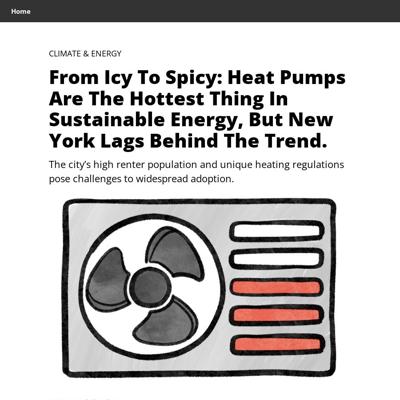 Home
CLIMATE & ENERGY
From Icy To Spicy: Heat Pumps
Are The Hottest Thing In
Sustainable Energy, But New
York Lags Behind The Trend.
The city’s high renter population and unique heating regulations
pose challenges to widespread adoption.